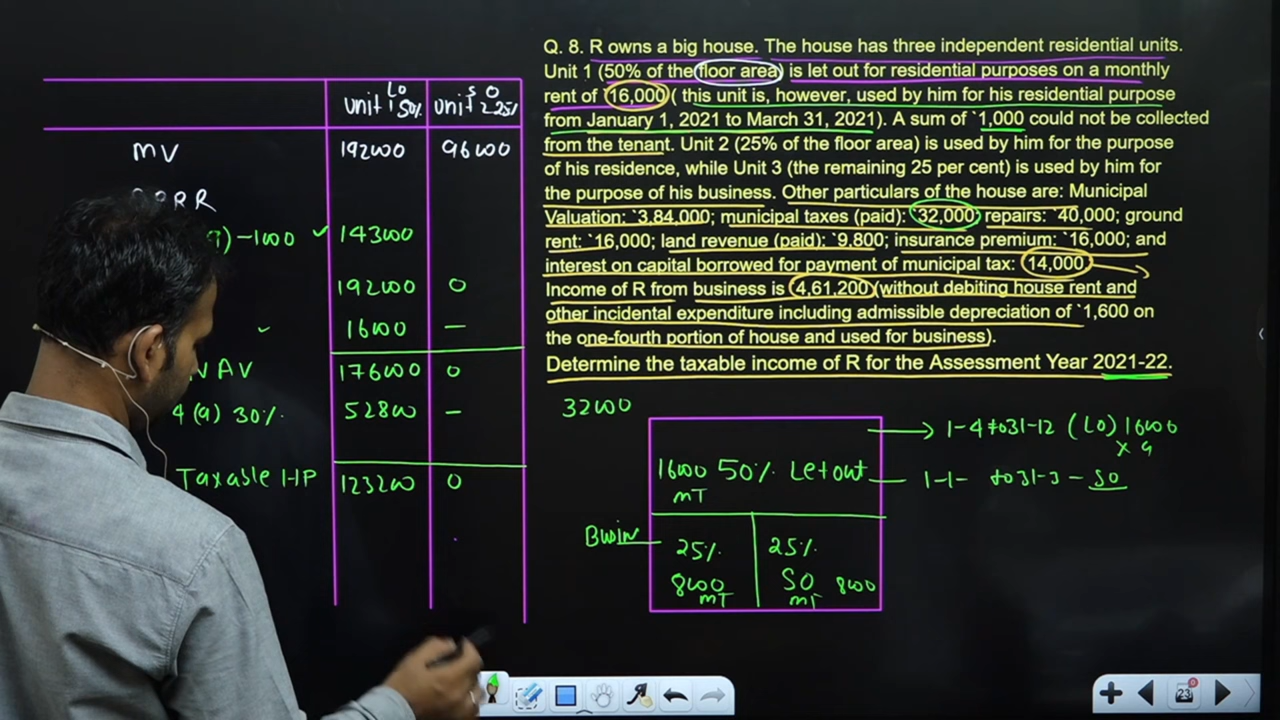 Q. 8. R owns a big house. The house has three independent residential units.
Unit 1 (50% of the floor area) is let out for residential purposes on a monthly
rent of `16,000 ( this unit is, however, used by him for his residential purpose
from January 1, 2021 to March 31, 2021). A sum of `1,000 could not be collected
from the tenant. Unit 2 (25% of the floor area) is used by him for the purpose
of his residence, while Unit 3 (the remaining 25 per cent) is used by him for
the purpose of his business. Other particulars of the house are: Municipal
Valuation: `3,84,000; municipal taxes (paid): `32,000; repairs: `40,000; ground
rent: `16,000; land revenue (paid): `9,800; insurance premium: `16,000; and
interest on capital borrowed for payment of municipal tax: 14,000
Income of R from business is `4,61,200 (without debiting house rent and
other incidental expenditure including admissible depreciation of `1,600 on
the one-fourth portion of house and used for business).
Determine the taxable income of R for the Assessment Year 2021-22.
LO SO
Unit 1 50% Unit 2 25%
MV 192000 96000
RR
9) -1000 ✓ 143000
192000 0
✓ 16000 —
NAV 176000 0
4 (a) 30% 52800 —
Taxable HP 123200 0
32000
→ 1-4 to 31-12 (LO) 16000
x 9
16000 50% Let out — 1-1- to 31-3 - SO
MT
Busin 25% 25%
8000 SO 8000
MT MT
23